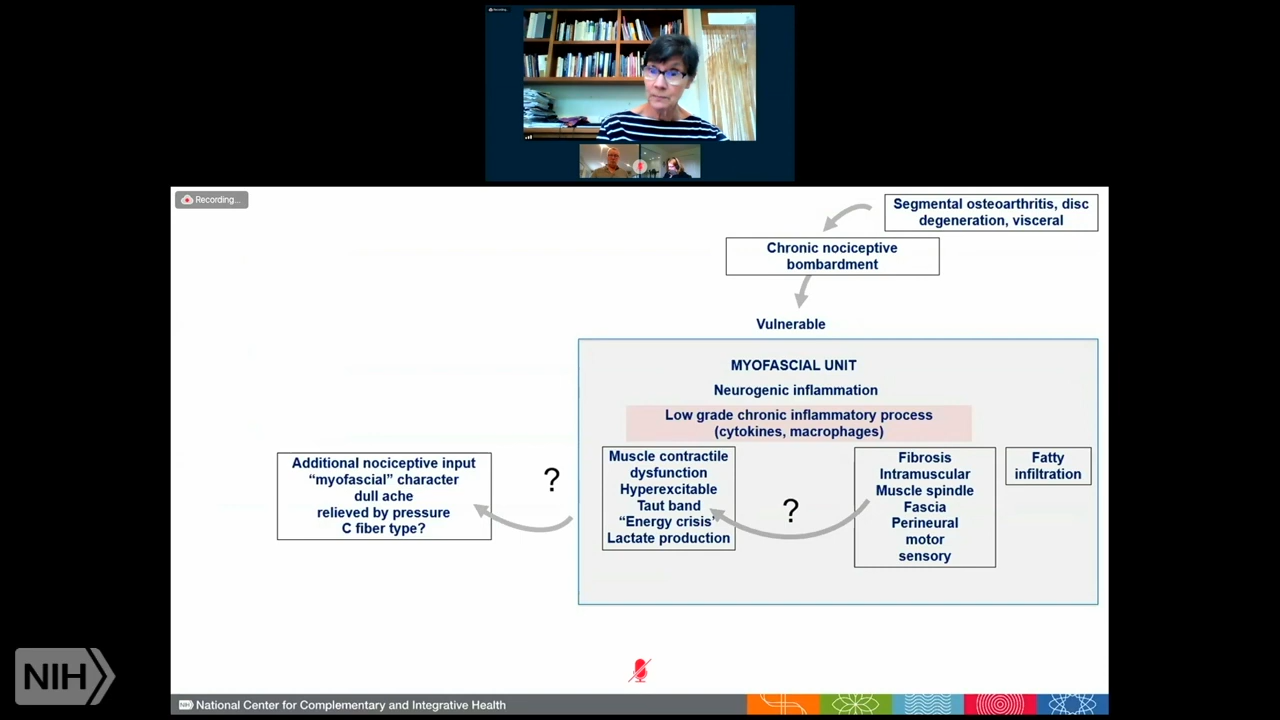 Recording...
Segmental osteoarthritis, disc
degeneration, visceral
Chronic nociceptive
bombardment
Vulnerable
MYOFASCIAL UNIT
Neurogenic inflammation
Low grade chronic inflammatory process
(cytokines, macrophages)
Additional nociceptive input
“myofascial” character
dull ache
relieved by pressure
C fiber type?
?
Muscle contractile
dysfunction
Hyperexcitable
Taut band
“Energy crisis”
Lactate production
?
Fibrosis
Intramuscular
Muscle spindle
Fascia
Perineural
motor
sensory
Fatty
infiltration
NIH
NIH National Center for Complementary and Integrative Health